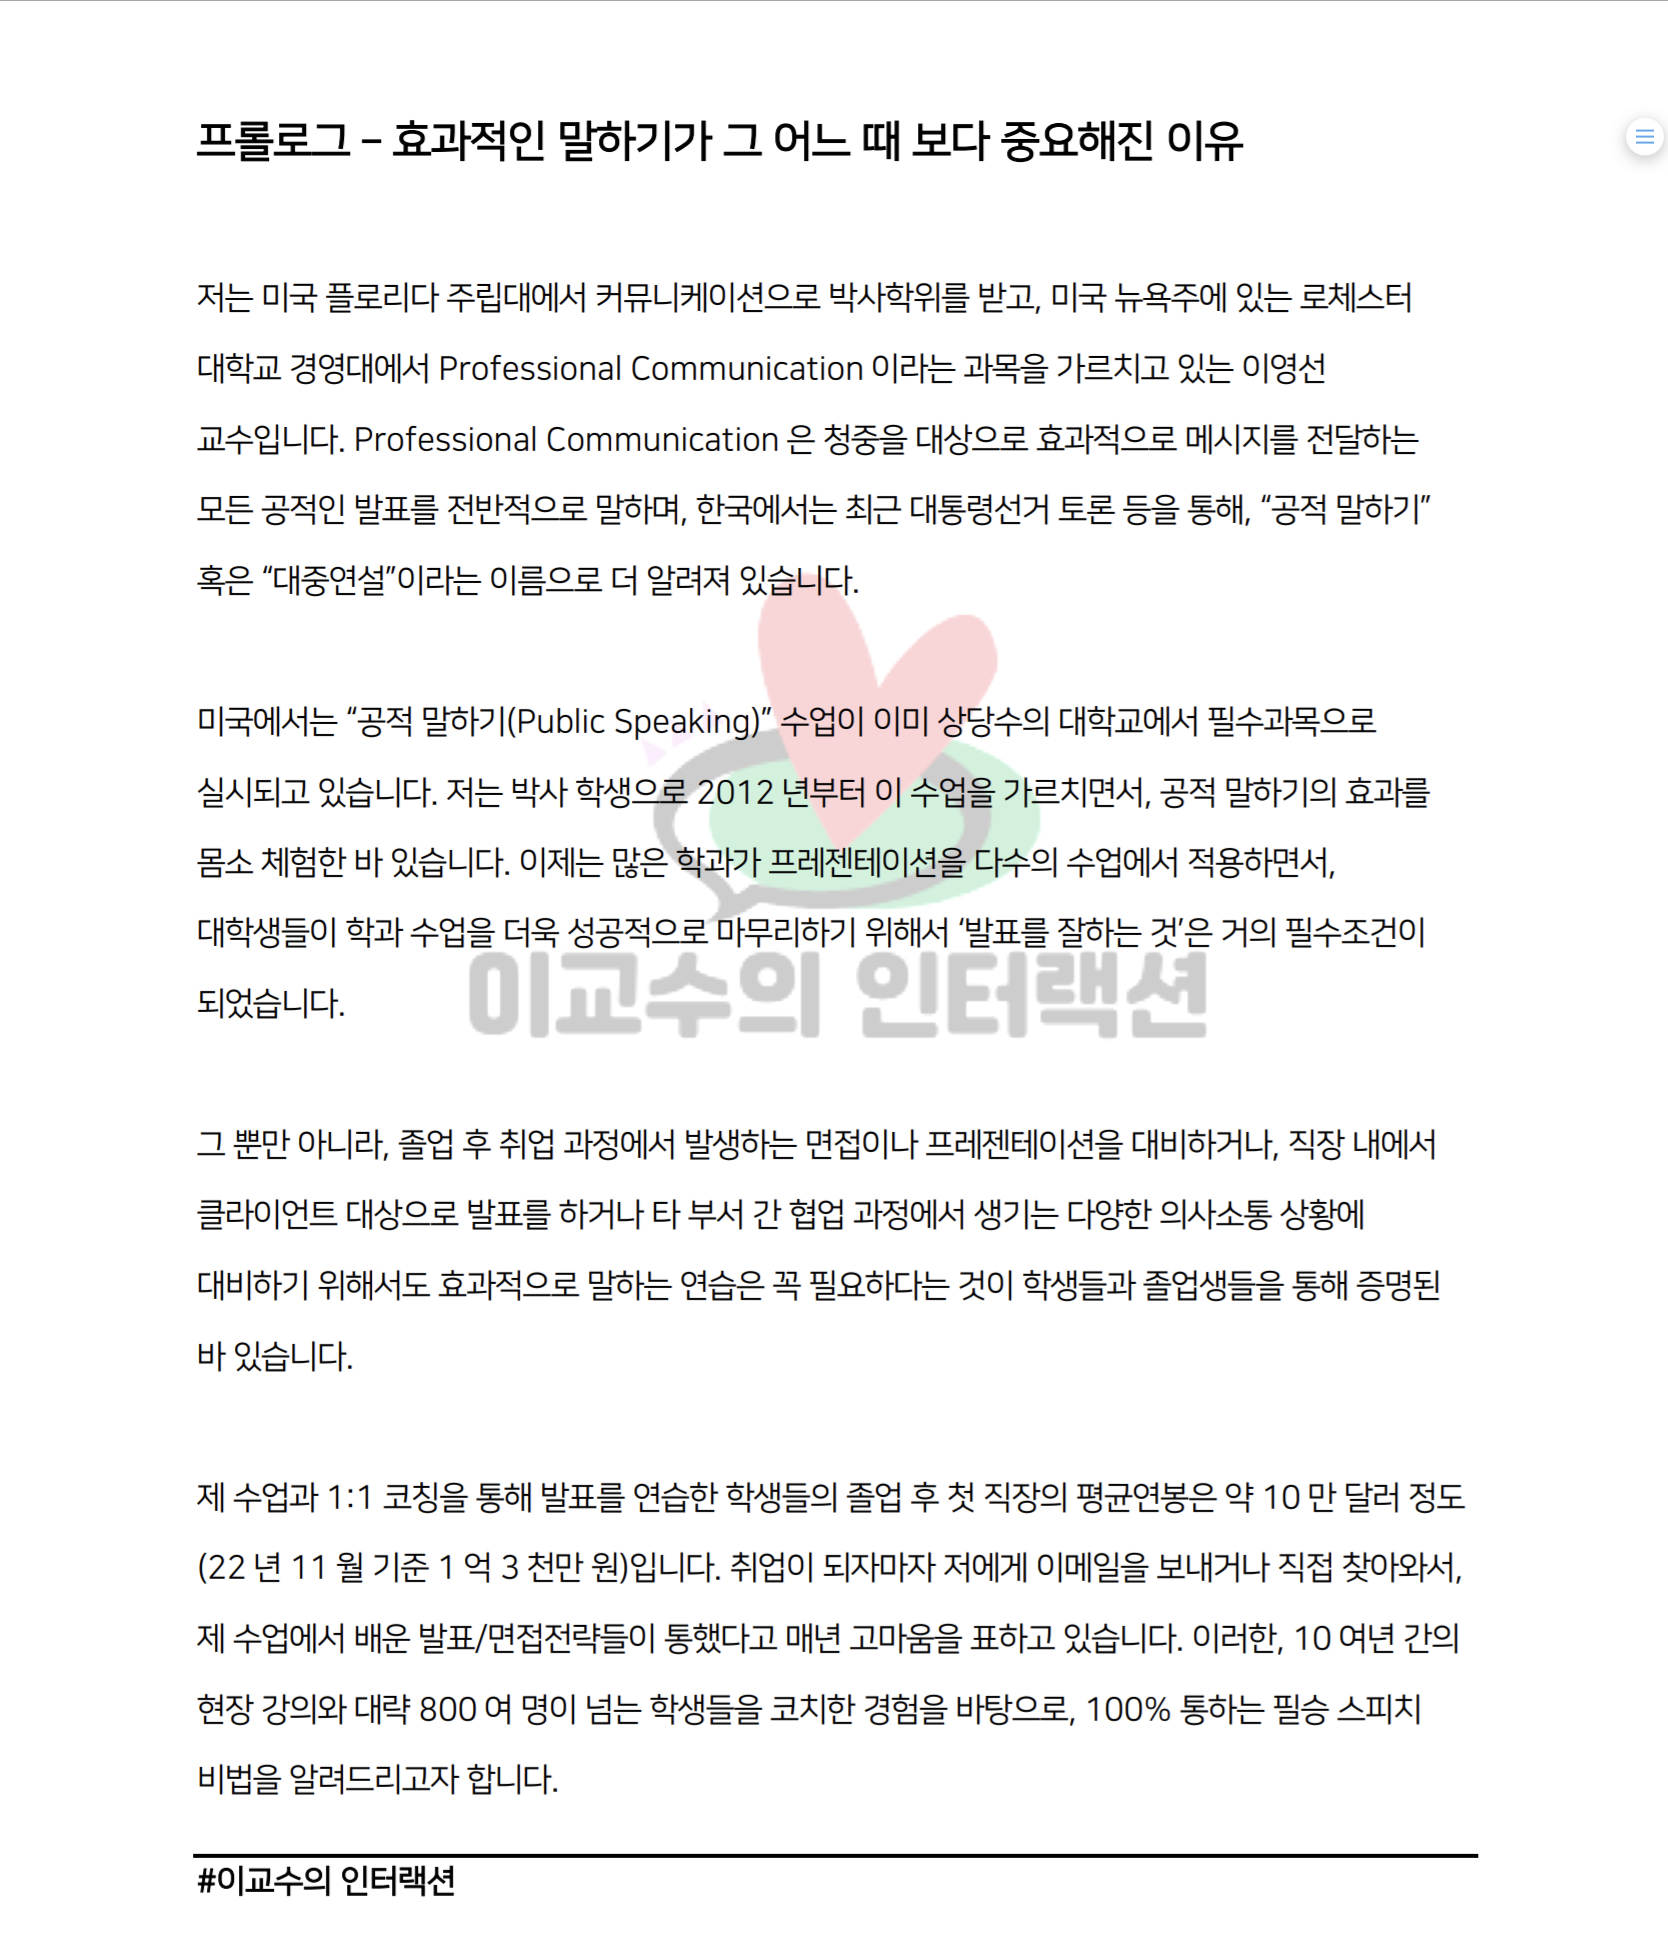 프롤로그 – 효과적인 말하기가 그 어느 때 보다 중요해진 이유
저는 미국 플로리다 주립대에서 커뮤니케이션으로 박사학위를 받고, 미국 뉴욕주에 있는 로체스터
대학교 경영대에서 Professional Communication 이라는 과목을 가르치고 있는 이영선
교수입니다. Professional Communication 은 청중을 대상으로 효과적으로 메시지를 전달하는
모든 공적인 발표를 전반적으로 말하며, 한국에서는 최근 대통령선거 토론 등을 통해, “공적 말하기”
혹은 “대중연설”이라는 이름으로 더 알려져 있습니다.
미국에서는 “공적 말하기(Public Speaking)” 수업이 이미 상당수의 대학교에서 필수과목으로
실시되고 있습니다. 저는 박사 학생으로 2012 년부터 이 수업을 가르치면서, 공적 말하기의 효과를
몸소 체험한 바 있습니다. 이제는 많은 학과가 프레젠테이션을 다수의 수업에서 적용하면서,
대학생들이 학과 수업을 더욱 성공적으로 마무리하기 위해서 ‘발표를 잘하는 것’은 거의 필수조건이
되었습니다.
이교수의 인터랙션
그 뿐만 아니라, 졸업 후 취업 과정에서 발생하는 면접이나 프레젠테이션을 대비하거나, 직장 내에서
클라이언트 대상으로 발표를 하거나 타 부서 간 협업 과정에서 생기는 다양한 의사소통 상황에
대비하기 위해서도 효과적으로 말하는 연습은 꼭 필요하다는 것이 학생들과 졸업생들을 통해 증명된
바 있습니다.
제 수업과 1:1 코칭을 통해 발표를 연습한 학생들의 졸업 후 첫 직장의 평균연봉은 약 10 만 달러 정도
(22 년 11 월 기준 1 억 3 천만 원)입니다. 취업이 되자마자 저에게 이메일을 보내거나 직접 찾아와서,
제 수업에서 배운 발표/면접전략들이 통했다고 매년 고마움을 표하고 있습니다. 이러한, 10 여년 간의
현장 강의와 대략 800 여 명이 넘는 학생들을 코치한 경험을 바탕으로, 100% 통하는 필승 스피치
비법을 알려드리고자 합니다.
#이교수의 인터랙션